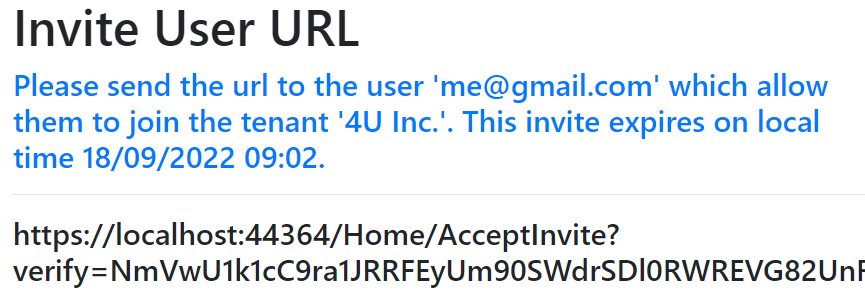 Invite User URL
Please send the url to the user 'me@gmail.com' which allow
them to join the tenant '4U Inc.'. This invite expires on local
time 18/09/2022 09:02.
https://localhost:44364/Home/AcceptInvite?
verify=NmVwU1k1cC9ra1JRRFEyUm90SWdrSDl0RWREVG82UnF